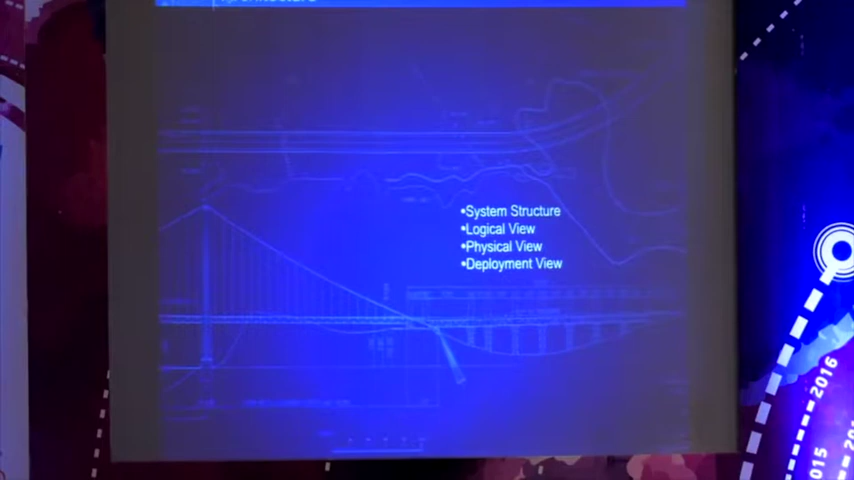 •System Structure
•Logical View
•Physical View
•Deployment View
2016